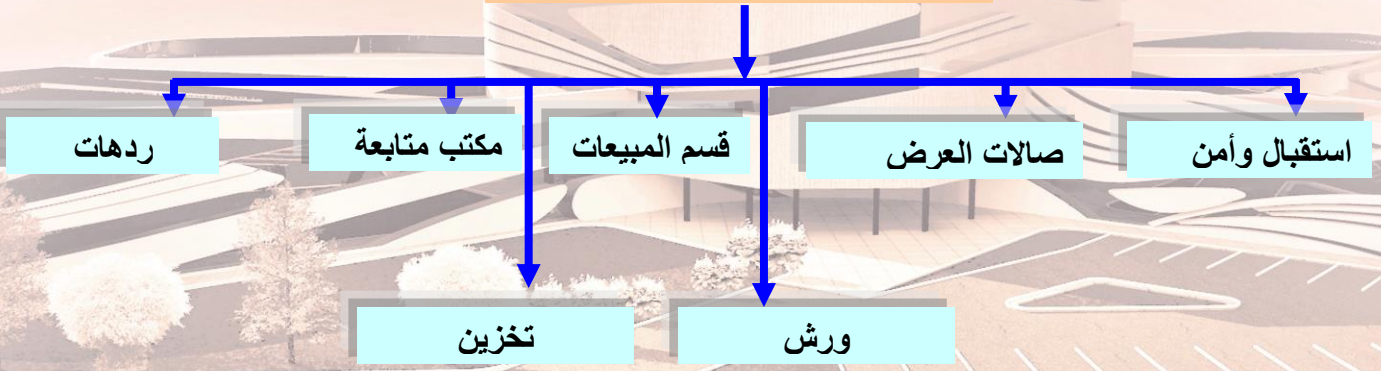 استقبال وأمن
صالات العرض
قسم المبيعات
مكتب متابعة
ردهات
ورش
تخزين